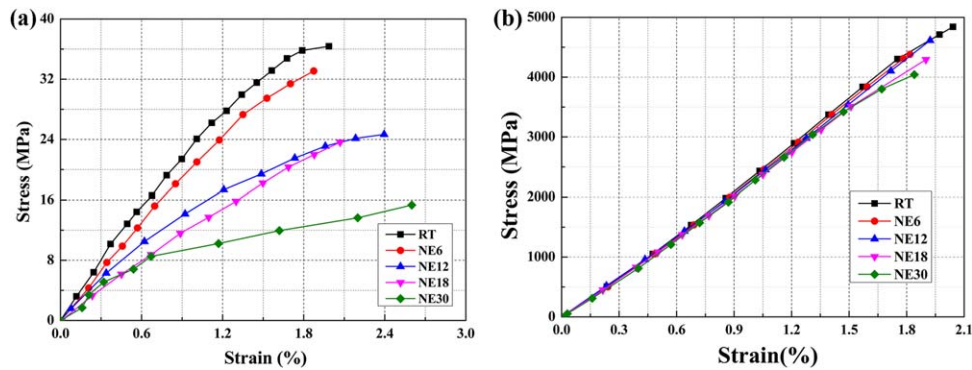 (a)
40
32
24
16
8
0
Stress (MPa)
0.0 0.6 1.2 1.8 2.4 3.0
Strain (%)
RT
NE6
NE12
NE18
NE30
(b)
5000
4000
3000
2000
1000
0
Stress (MPa)
0.0 0.3 0.6 0.9 1.2 1.5 1.8 2.1
Strain(%)
RT
NE6
NE12
NE18
NE30